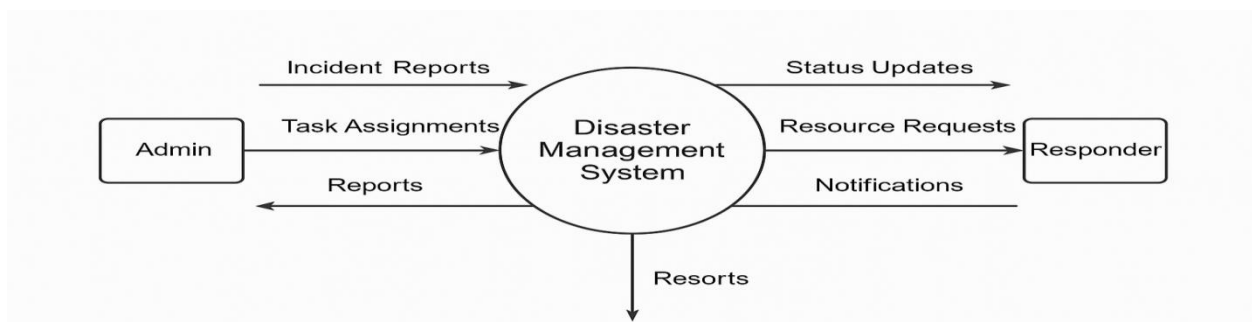 Incident Reports
Status Updates
Admin
Task Assignments
Disaster
Management
System
Resource Requests
Responder
Reports
Notifications
Resorts